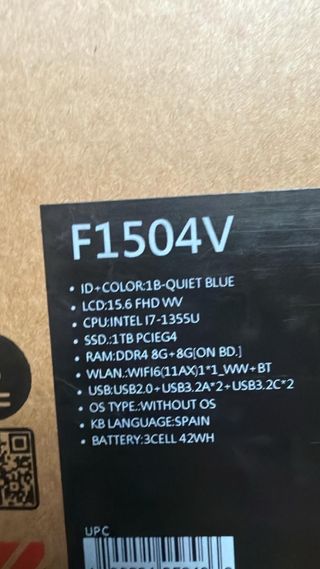 F1504V
• ID+COLOR:1B-QUIET BLUE
• LCD:15.6 FHD WV
• CPU:INTEL I7-1355U
• SSD.:1TB PCIEG4
• RAM:DDR4 8G+8G[ON BD.]
• WLAN.:WIFI6(11AX)1*1_WW+BT
• USB:USB2.0+USB3.2A*2+USB3.2C*2
• OS TYPE.:WITHOUT OS
• KB LANGUAGE:SPAIN
• BATTERY:3CELL 42WH
UPC